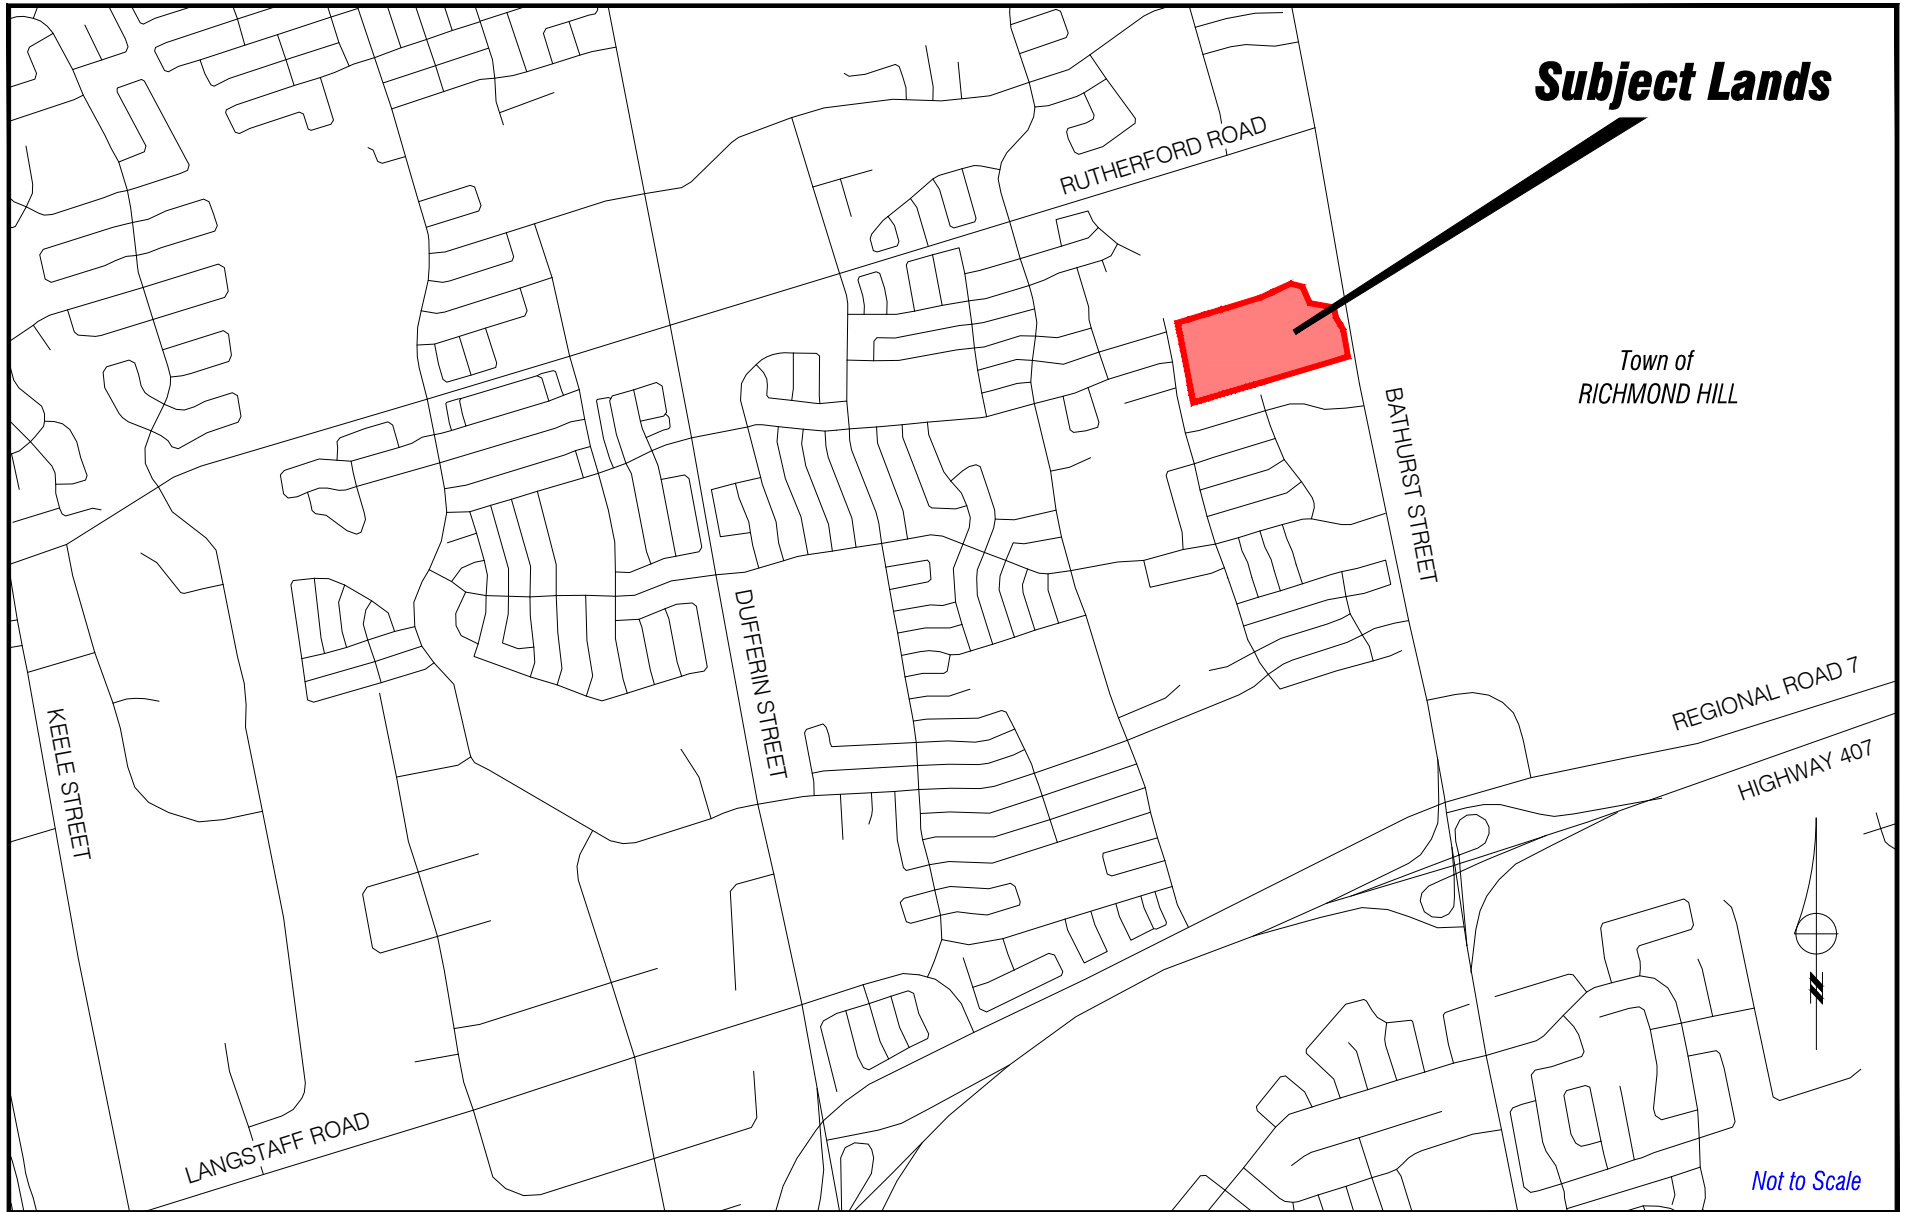 Subject Lands
RUTHERFORD ROAD
Town of
RICHMOND HILL
BATHURST STREET
DUFFERIN STREET
KEELE STREET
REGIONAL ROAD 7
HIGHWAY 407
LANGSTAFF ROAD
N
Not to Scale